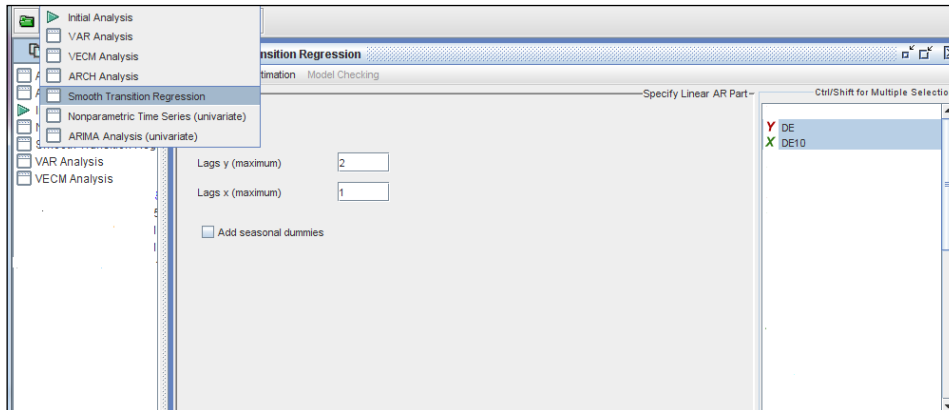 Initial Analysis
VAR Analysis
VECM Analysis
ARCH Analysis
Smooth Transition Regression
Nonparametric Time Series (univariate)
ARIMA Analysis (univariate)
VAR Analysis
VECM Analysis
nsition Regression
timation Model Checking
Specify Linear AR Part
Lags y (maximum) 2
Lags x (maximum) 1
Add seasonal dummies
Ctrl/Shift for Multiple Selectio
Y DE
X DE10